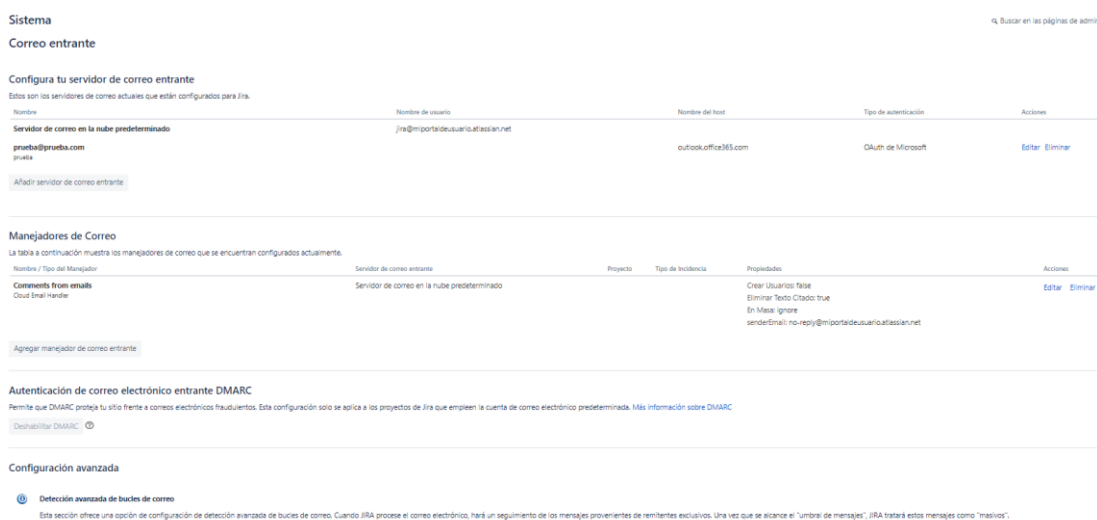 Sistema
Buscar en las páginas de admin
Correo entrante
Configura tu servidor de correo entrante
Estos son los servidores de correo actuales que están configurados para Jira.
Nombre Nombre de usuario Nombre del host Tipo de autenticación Acciones
Servidor de correo en la nube predeterminado jira@miportaldeusuario.atlassian.net
prueba@prueba.com outlook.office365.com OAuth de Microsoft Editar Eliminar
prueba
Añadir servidor de correo entrante
Manejadores de Correo
La tabla a continuación muestra los manejadores de correo que se encuentran configurados actualmente.
Nombre / Tipo del Manejador Servidor de correo entrante Proyecto Tipo de Incidencia Propiedades Acciones
Comments from emails Servidor de correo en la nube predeterminado Crear Usuarios: false Editar Eliminar
Cloud Email Handler Eliminar Texto Citado: true
En Masa: ignore
senderEmail: no-reply@miportaldeusuario.atlassian.net
Agregar manejador de correo entrante
Autenticación de correo electrónico entrante DMARC
Permite que DMARC proteja tu sitio frente a correos electrónicos fraudulentos. Esta configuración solo se aplica a los proyectos de Jira que empleen la cuenta de correo electrónico predeterminada. Más información sobre DMARC
Deshabilitar DMARC
Configuración avanzada
Detección avanzada de bucles de correo
Esta sección ofrece una opción de configuración de detección avanzada de bucles de correo. Cuando JIRA procese el correo electrónico, hará un seguimiento de los mensajes provenientes de remitentes exclusivos. Una vez que se alcance el "umbral de mensajes", JIRA tratará estos mensajes como "masivos".